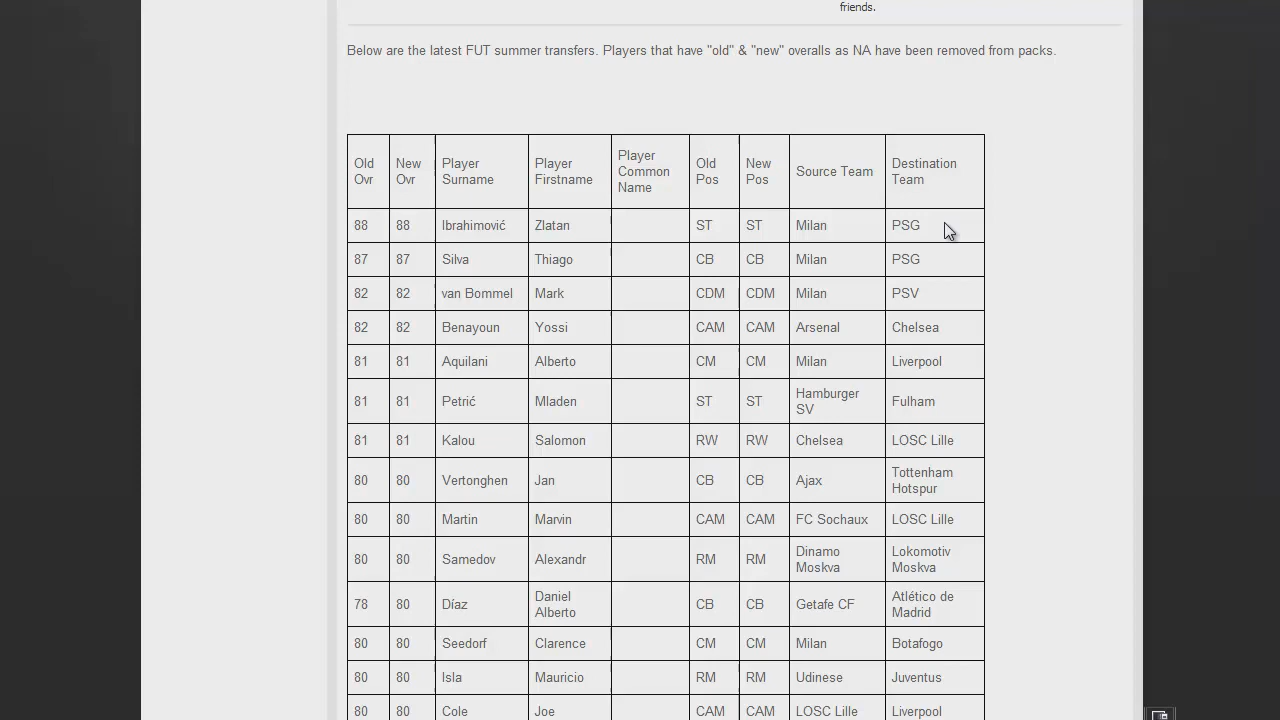 friends.
Below are the latest FUT summer transfers. Players that have "old" & "new" overalls as NA have been removed from packs.
Old Ovr New Ovr Player Surname Player Firstname Player Common Name Old Pos New Pos Source Team Destination Team
88 88 Ibrahimović Zlatan ST ST Milan PSG
87 87 Silva Thiago CB CB Milan PSG
82 82 van Bommel Mark CDM CDM Milan PSV
82 82 Benayoun Yossi CAM CAM Arsenal Chelsea
81 81 Aquilani Alberto CM CM Milan Liverpool
81 81 Petrić Mladen ST ST Hamburger SV Fulham
81 81 Kalou Salomon RW RW Chelsea LOSC Lille
80 80 Vertonghen Jan CB CB Ajax Tottenham Hotspur
80 80 Martin Marvin CAM CAM FC Sochaux LOSC Lille
80 80 Samedov Alexandr RM RM Dinamo Moskva Lokomotiv Moskva
78 80 Díaz Daniel Alberto CB CB Getafe CF Atlético de Madrid
80 80 Seedorf Clarence CM CM Milan Botafogo
80 80 Isla Mauricio RM RM Udinese Juventus
80 80 Cole Joe CAM CAM LOSC Lille Liverpool